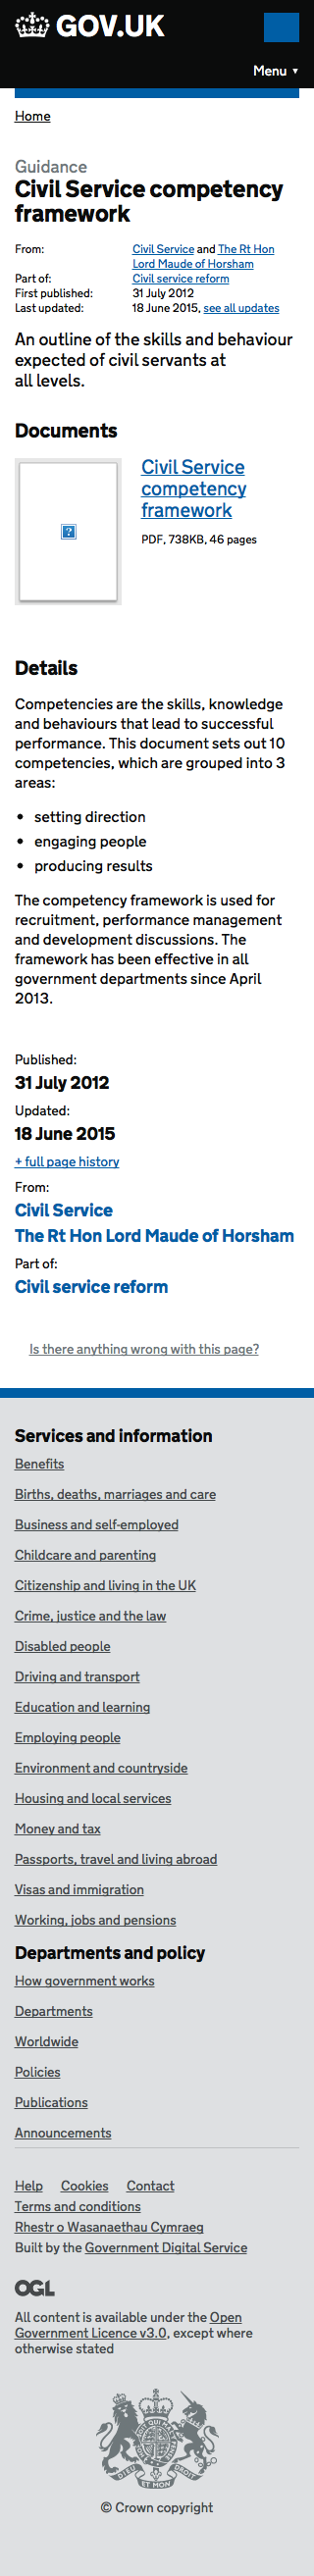 GOV.UK
Menu ▼
Home
Guidance
Civil Service competency
framework
From: Civil Service and The Rt Hon
Lord Maude of Horsham
Part of: Civil service reform
First published: 31 July 2012
Last updated: 18 June 2015, see all updates
An outline of the skills and behaviour
expected of civil servants at
all levels.
Documents
Civil Service
competency
framework
PDF, 738KB, 46 pages
Details
Competencies are the skills, knowledge
and behaviours that lead to successful
performance. This document sets out 10
competencies, which are grouped into 3
areas:
• setting direction
• engaging people
• producing results
The competency framework is used for
recruitment, performance management
and development discussions. The
framework has been effective in all
government departments since April
2013.
Published:
31 July 2012
Updated:
18 June 2015
+ full page history
From:
Civil Service
The Rt Hon Lord Maude of Horsham
Part of:
Civil service reform
Is there anything wrong with this page?
Services and information
Benefits
Births, deaths, marriages and care
Business and self-employed
Childcare and parenting
Citizenship and living in the UK
Crime, justice and the law
Disabled people
Driving and transport
Education and learning
Employing people
Environment and countryside
Housing and local services
Money and tax
Passports, travel and living abroad
Visas and immigration
Working, jobs and pensions
Departments and policy
How government works
Departments
Worldwide
Policies
Publications
Announcements
Help Cookies Contact
Terms and conditions
Rhestr o Wasanaethau Cymraeg
Built by the Government Digital Service
OGL
All content is available under the Open
Government Licence v3.0, except where
otherwise stated
DIEU ET MON DROIT
© Crown copyright